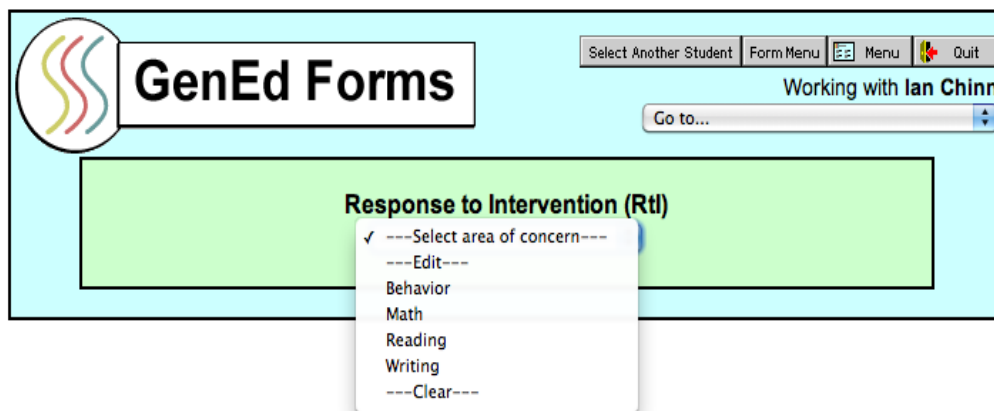 GenEd Forms
Select Another Student Form Menu Menu Quit
Working with Ian Chinn
Go to...
Response to Intervention (RtI)
✓ ---Select area of concern---
---Edit---
Behavior
Math
Reading
Writing
---Clear---